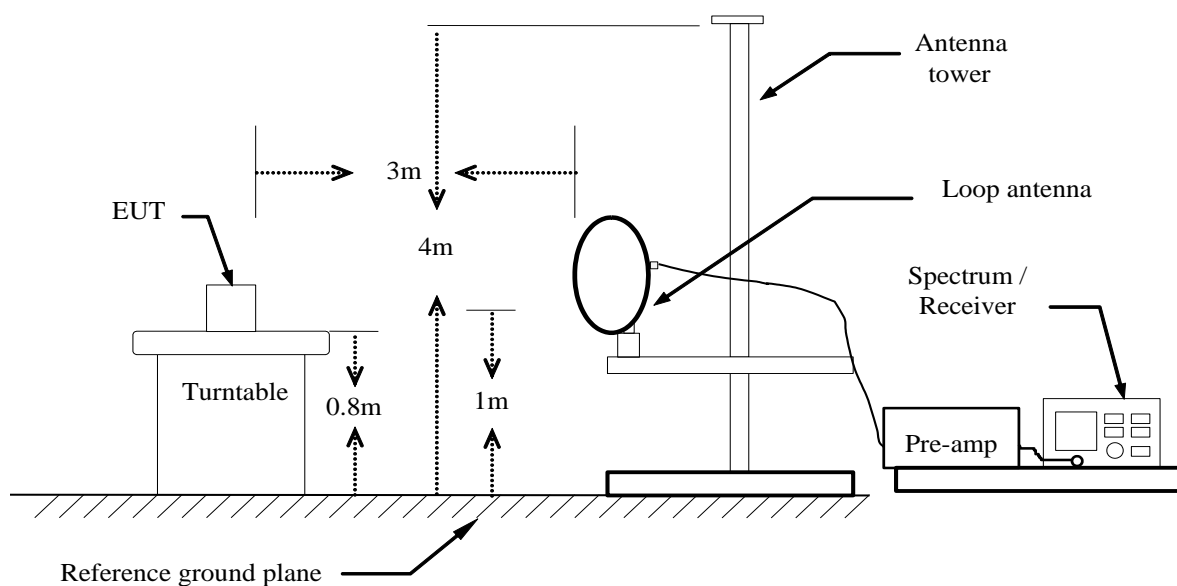 Antenna
tower
3m
Loop antenna
EUT
4m
Spectrum /
Receiver
Turntable
0.8m
1m
Pre-amp
Reference ground plane